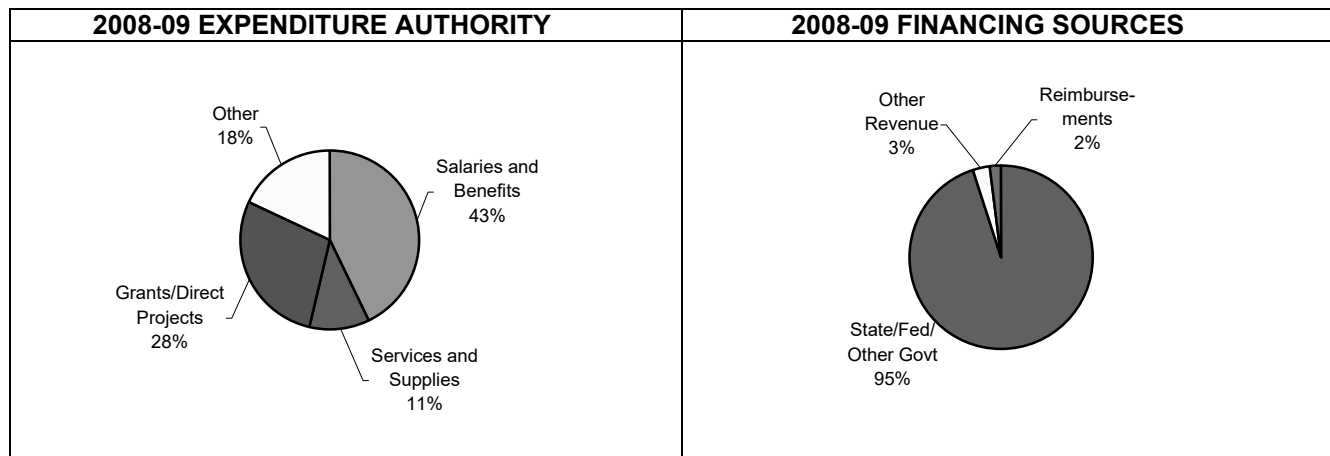 2008-09 EXPENDITURE AUTHORITY
Other
18%
Salaries and
Benefits
43%
Grants/Direct
Projects
28%
Services and
Supplies
11%
2008-09 FINANCING SOURCES
Other
Revenue
3%
Reimburse-
ments
2%
State/Fed/
Other Govt
95%